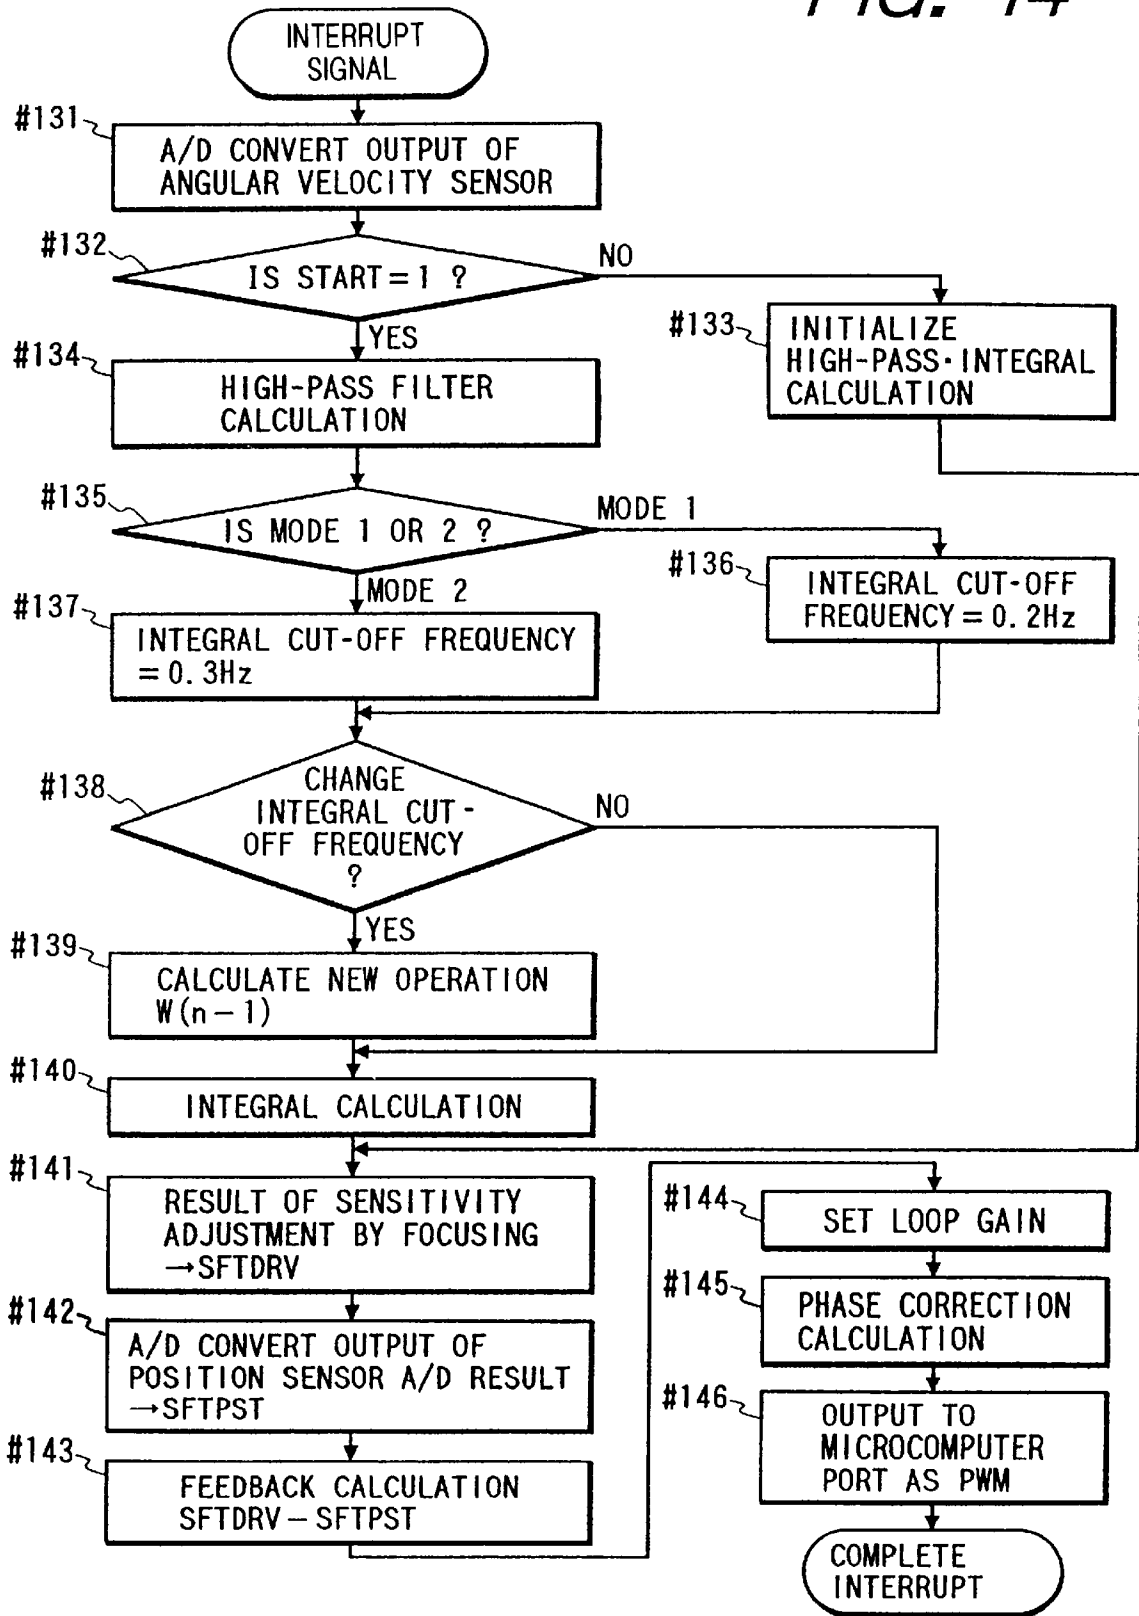 FIG. 14
INTERRUPT
SIGNAL
#131
A/D CONVERT OUTPUT OF
ANGULAR VELOCITY SENSOR
#132
IS START=1 ?
NO
YES
#133
INITIALIZE
HIGH-PASS·INTEGRAL
CALCULATION
#134
HIGH-PASS FILTER
CALCULATION
#135
IS MODE 1 OR 2 ?
MODE 1
MODE 2
#136
INTEGRAL CUT-OFF
FREQUENCY=0.2Hz
#137
INTEGRAL CUT-OFF FREQUENCY
=0.3Hz
#138
CHANGE
INTEGRAL CUT-
OFF FREQUENCY
?
NO
YES
#139
CALCULATE NEW OPERATION
W(n−1)
#140
INTEGRAL CALCULATION
#141
RESULT OF SENSITIVITY
ADJUSTMENT BY FOCUSING
→SFTDRV
#142
A/D CONVERT OUTPUT OF
POSITION SENSOR A/D RESULT
→SFTPST
#143
FEEDBACK CALCULATION
SFTDRV−SFTPST
#144
SET LOOP GAIN
#145
PHASE CORRECTION
CALCULATION
#146
OUTPUT TO
MICROCOMPUTER
PORT AS PWM
COMPLETE
INTERRUPT